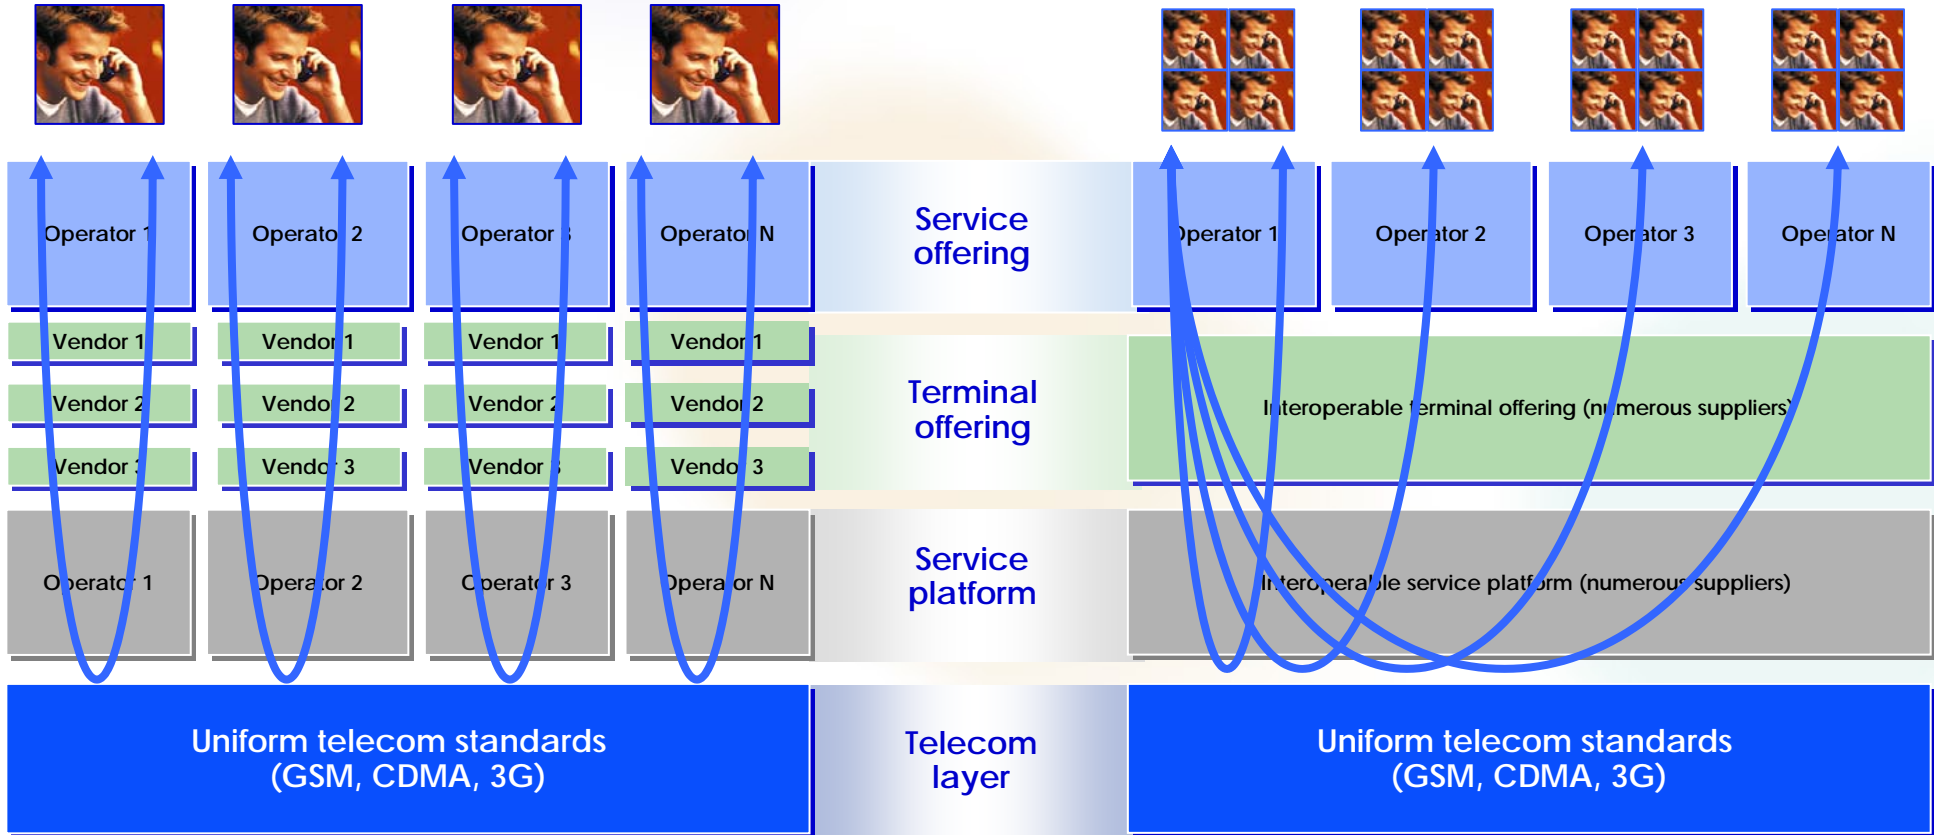 Operator 1
Operator 2
Operator 3
Operator N
Service
offering
Operator 1
Operator 2
Operator 3
Operator N
Vendor 1
Vendor 1
Vendor 1
Vendor 1
Vendor 2
Vendor 2
Vendor 2
Vendor 2
Vendor 3
Vendor 3
Vendor 3
Vendor 3
Terminal
offering
Interoperable terminal offering (numerous suppliers)
Operator 1
Operator 2
Operator 3
Operator N
Service
platform
Interoperable service platform (numerous suppliers)
Uniform telecom standards
(GSM, CDMA, 3G)
Telecom
layer
Uniform telecom standards
(GSM, CDMA, 3G)